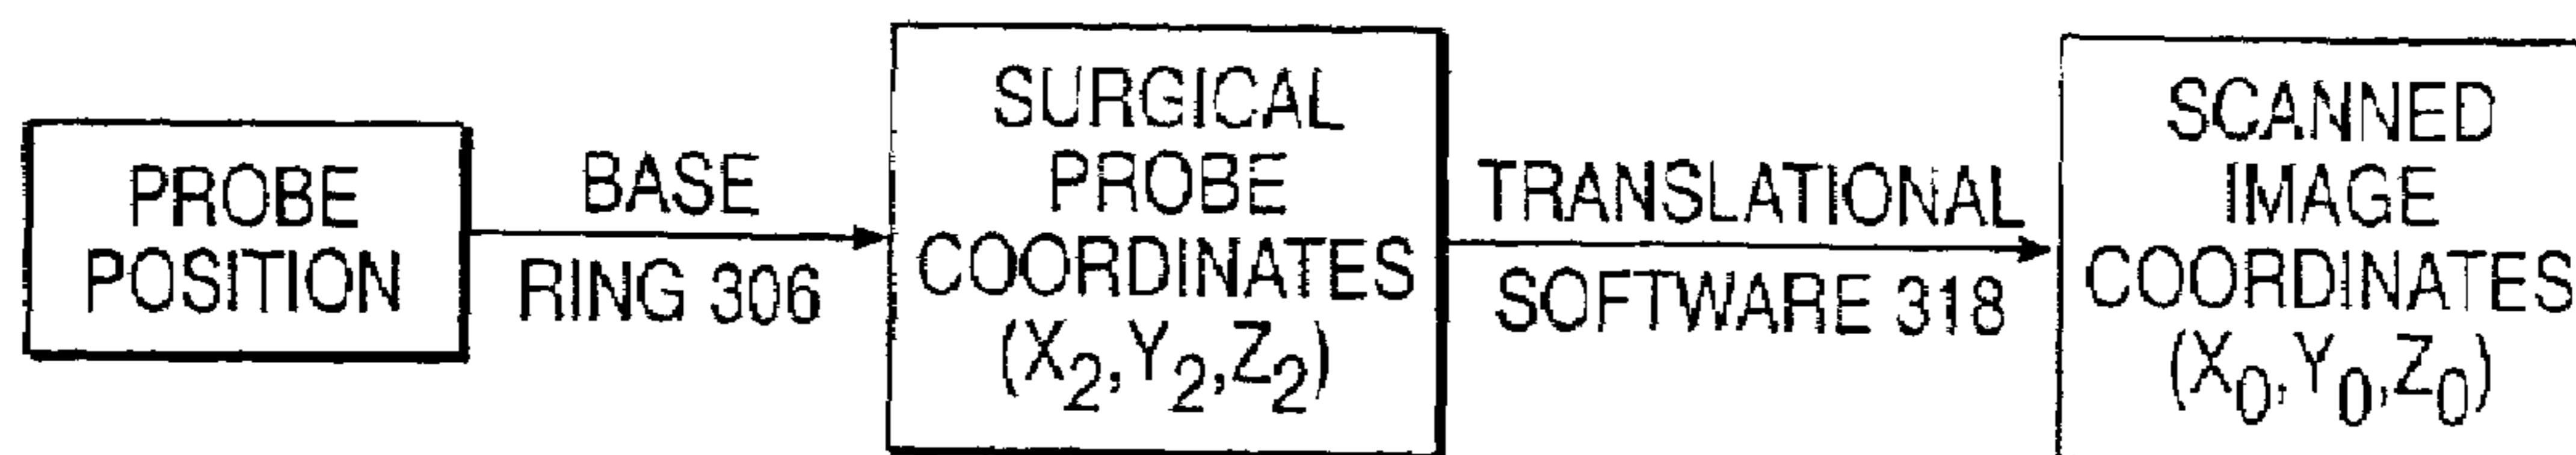 PROBE
POSITION
BASE
RING 306
SURGICAL
PROBE
COORDINATES
(X₂,Y₂,Z₂)
TRANSLATIONAL
SOFTWARE 318
SCANNED
IMAGE
COORDINATES
(X₀,Y₀,Z₀)